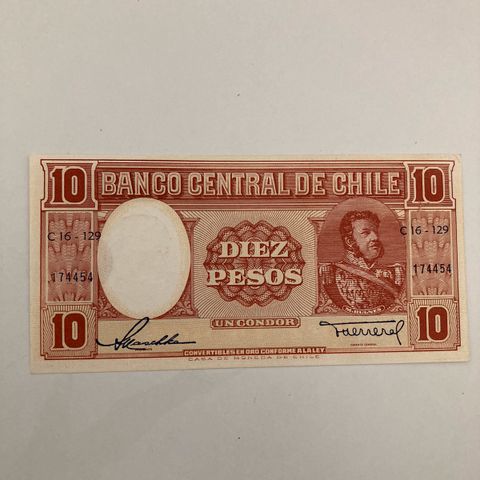 10 BANCO CENTRAL DE CHILE 10
C 16 - 129 C 16 - 129
DIEZ
174454 174454
PESOS
10 UN CONDOR 10
CONVERTIBLES EN ORO CONFORME A LA LEY
CASA DE MONEDA DE CHILE